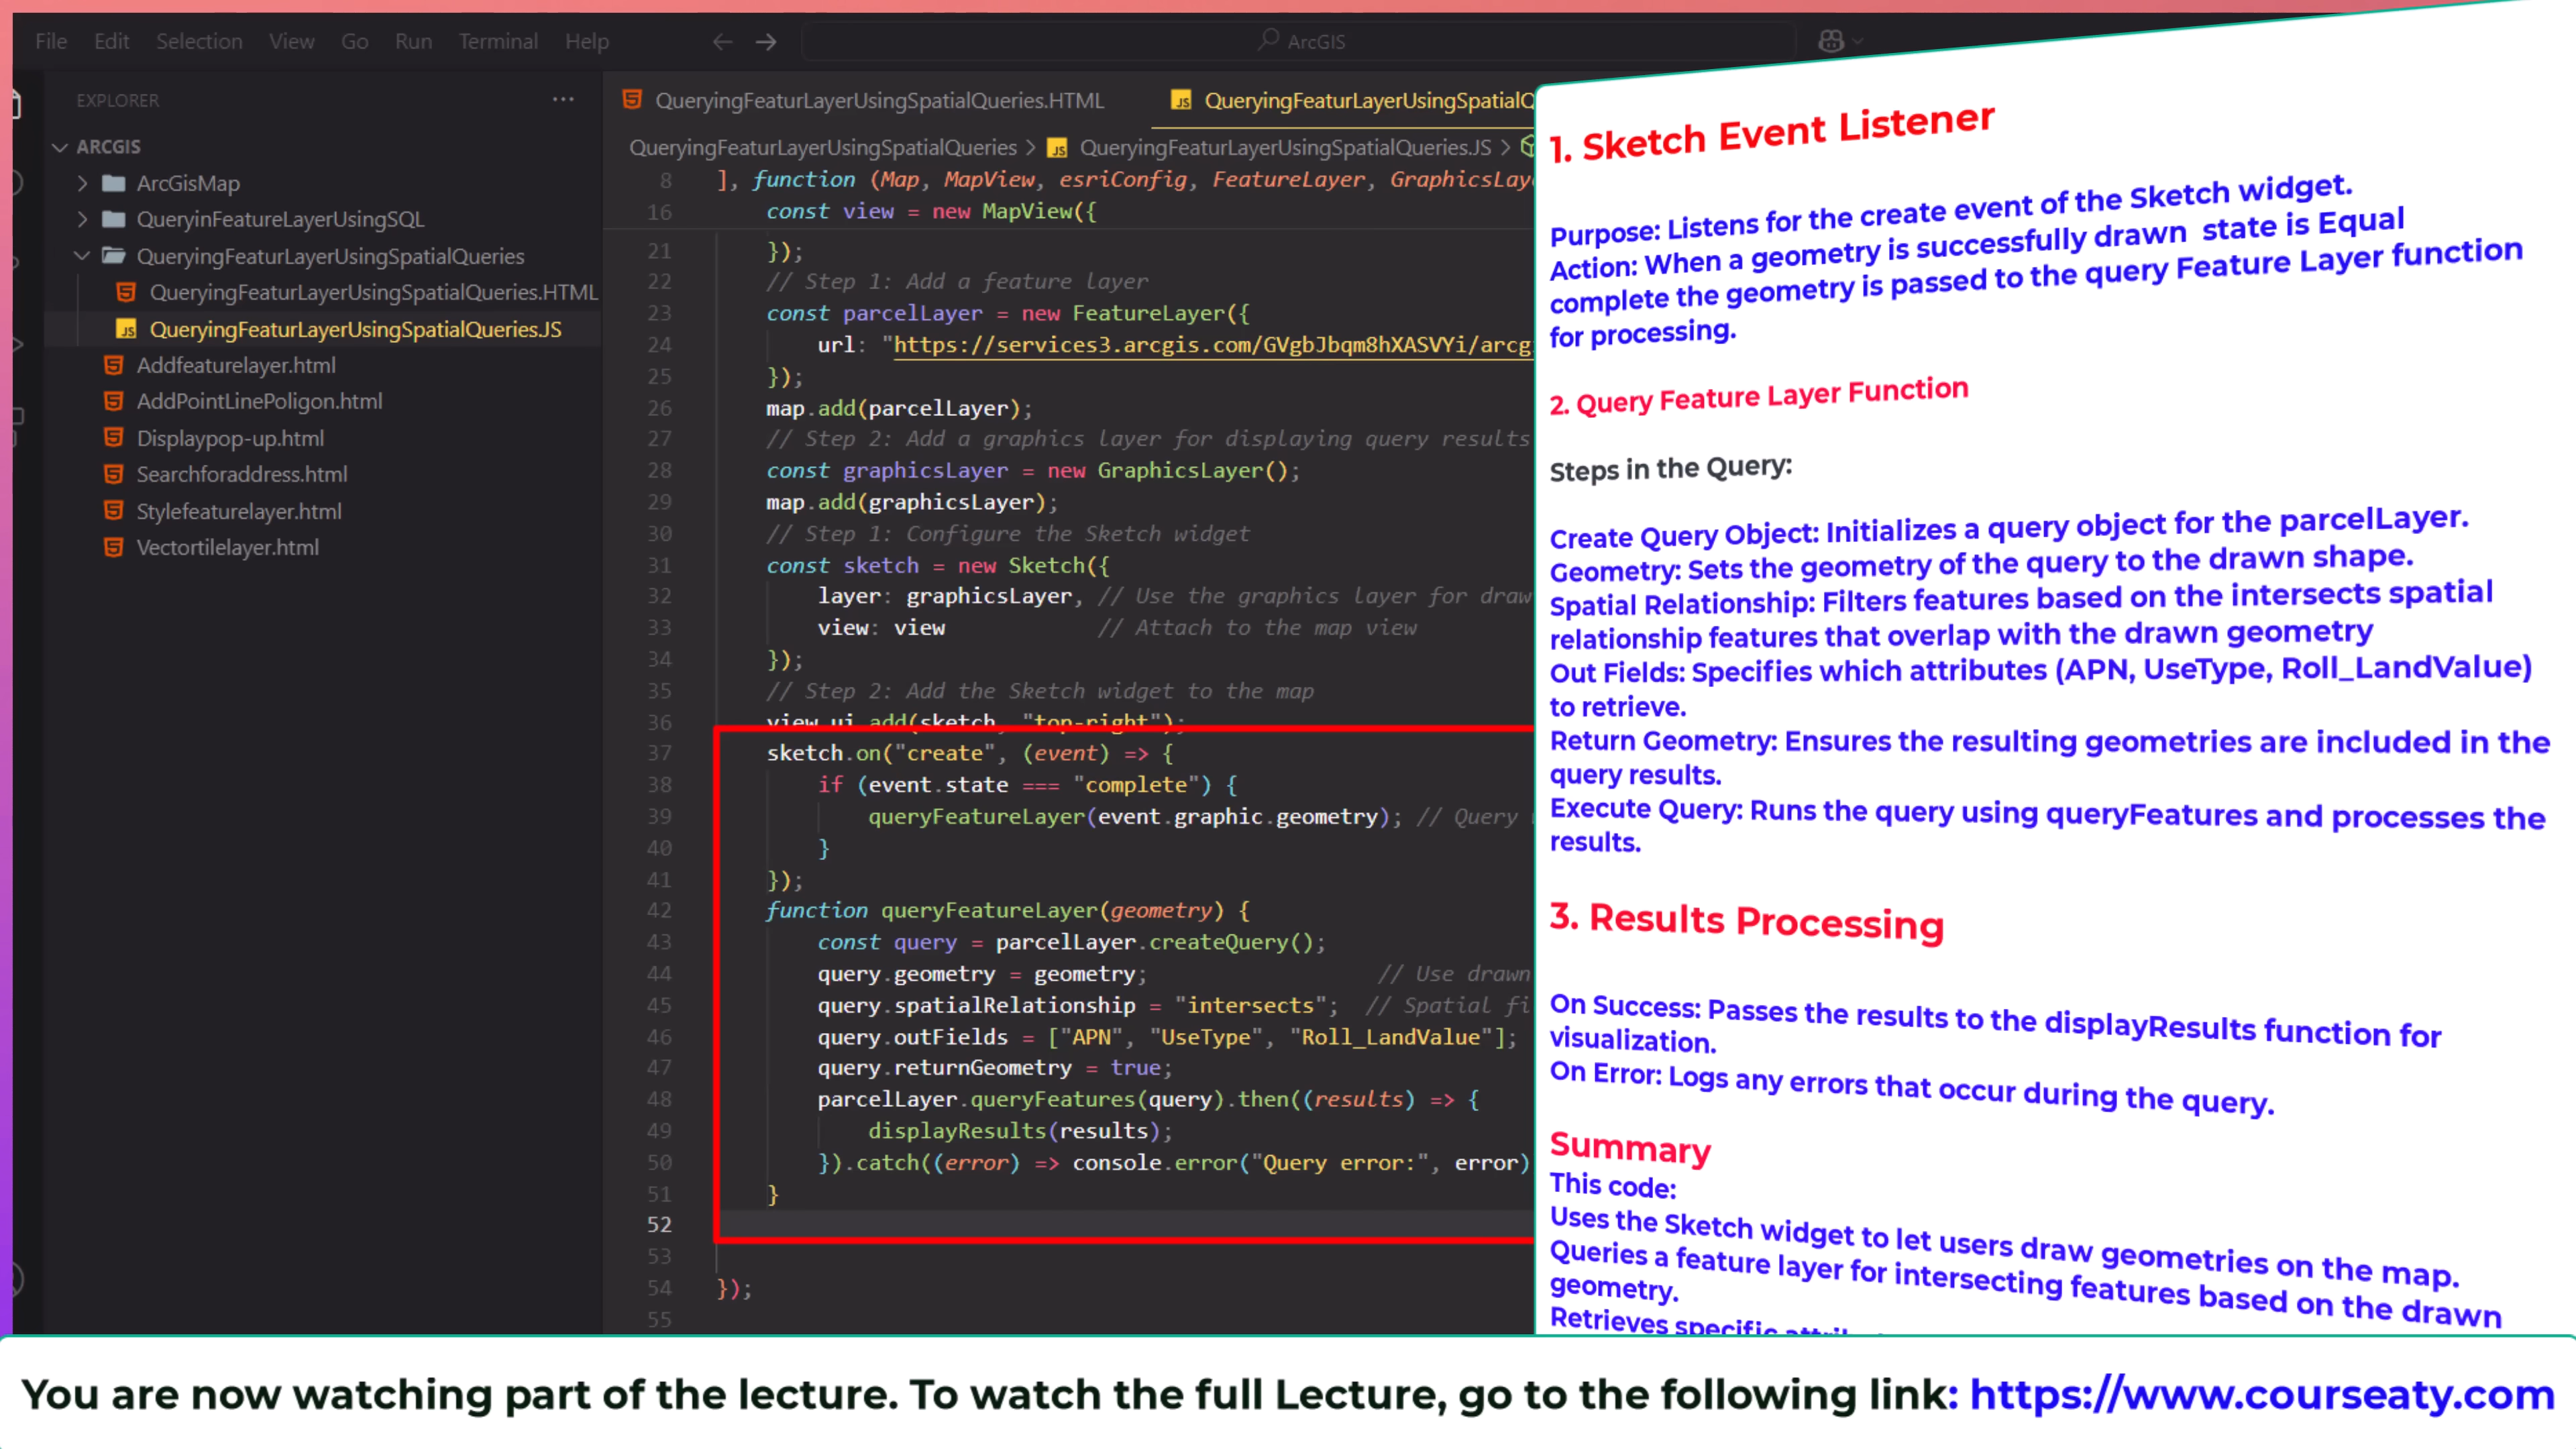 File Edit Selection View Go Run Terminal Help
ArcGIS
EXPLORER
ARCGIS
ArcGisMap
QueryinFeatureLayerUsingSQL
QueryingFeaturLayerUsingSpatialQueries
QueryingFeaturLayerUsingSpatialQueries.HTML
QueryingFeaturLayerUsingSpatialQueries.JS
Addfeaturelayer.html
AddPointLinePoligon.html
Displaypop-up.html
Searchforaddress.html
Stylefeaturelayer.html
Vectortilelayer.html
QueryingFeaturLayerUsingSpatialQueries.HTML
JS QueryingFeaturLayerUsingSpatialQ
QueryingFeaturLayerUsingSpatialQueries > JS QueryingFeaturLayerUsingSpatialQueries.JS >
8 ], function (Map, MapView, esriConfig, FeatureLayer, GraphicsLaye
16 const view = new MapView({
21 });
22 // Step 1: Add a feature layer
23 const parcelLayer = new FeatureLayer({
24 url: "https://services3.arcgis.com/GVgbJbqm8hXASVYi/arcg
25 });
26 map.add(parcelLayer);
27 // Step 2: Add a graphics layer for displaying query results
28 const graphicsLayer = new GraphicsLayer();
29 map.add(graphicsLayer);
30 // Step 1: Configure the Sketch widget
31 const sketch = new Sketch({
32 layer: graphicsLayer, // Use the graphics layer for draw
33 view: view // Attach to the map view
34 });
35 // Step 2: Add the Sketch widget to the map
36 view.ui.add(sketch, "top-right");
37 sketch.on("create", (event) => {
38 if (event.state === "complete") {
39 queryFeatureLayer(event.graphic.geometry); // Query
40 }
41 });
42 function queryFeatureLayer(geometry) {
43 const query = parcelLayer.createQuery();
44 query.geometry = geometry; // Use drawn
45 query.spatialRelationship = "intersects"; // Spatial fi
46 query.outFields = ["APN", "UseType", "Roll_LandValue"];
47 query.returnGeometry = true;
48 parcelLayer.queryFeatures(query).then((results) => {
49 displayResults(results);
50 }).catch((error) => console.error("Query error:", error)
51 }
52
53
54 });
55
1. Sketch Event Listener
Purpose: Listens for the create event of the Sketch widget.
Action: When a geometry is successfully drawn state is Equal
complete the geometry is passed to the query Feature Layer function
for processing.
2. Query Feature Layer Function
Steps in the Query:
Create Query Object: Initializes a query object for the parcelLayer.
Geometry: Sets the geometry of the query to the drawn shape.
Spatial Relationship: Filters features based on the intersects spatial
relationship features that overlap with the drawn geometry
Out Fields: Specifies which attributes (APN, UseType, Roll_LandValue)
to retrieve.
Return Geometry: Ensures the resulting geometries are included in the
query results.
Execute Query: Runs the query using queryFeatures and processes the
results.
3. Results Processing
On Success: Passes the results to the displayResults function for
visualization.
On Error: Logs any errors that occur during the query.
Summary
This code:
Uses the Sketch widget to let users draw geometries on the map.
Queries a feature layer for intersecting features based on the drawn
geometry.
Retrieves specific
You are now watching part of the lecture. To watch the full Lecture, go to the following link: https://www.courseaty.com